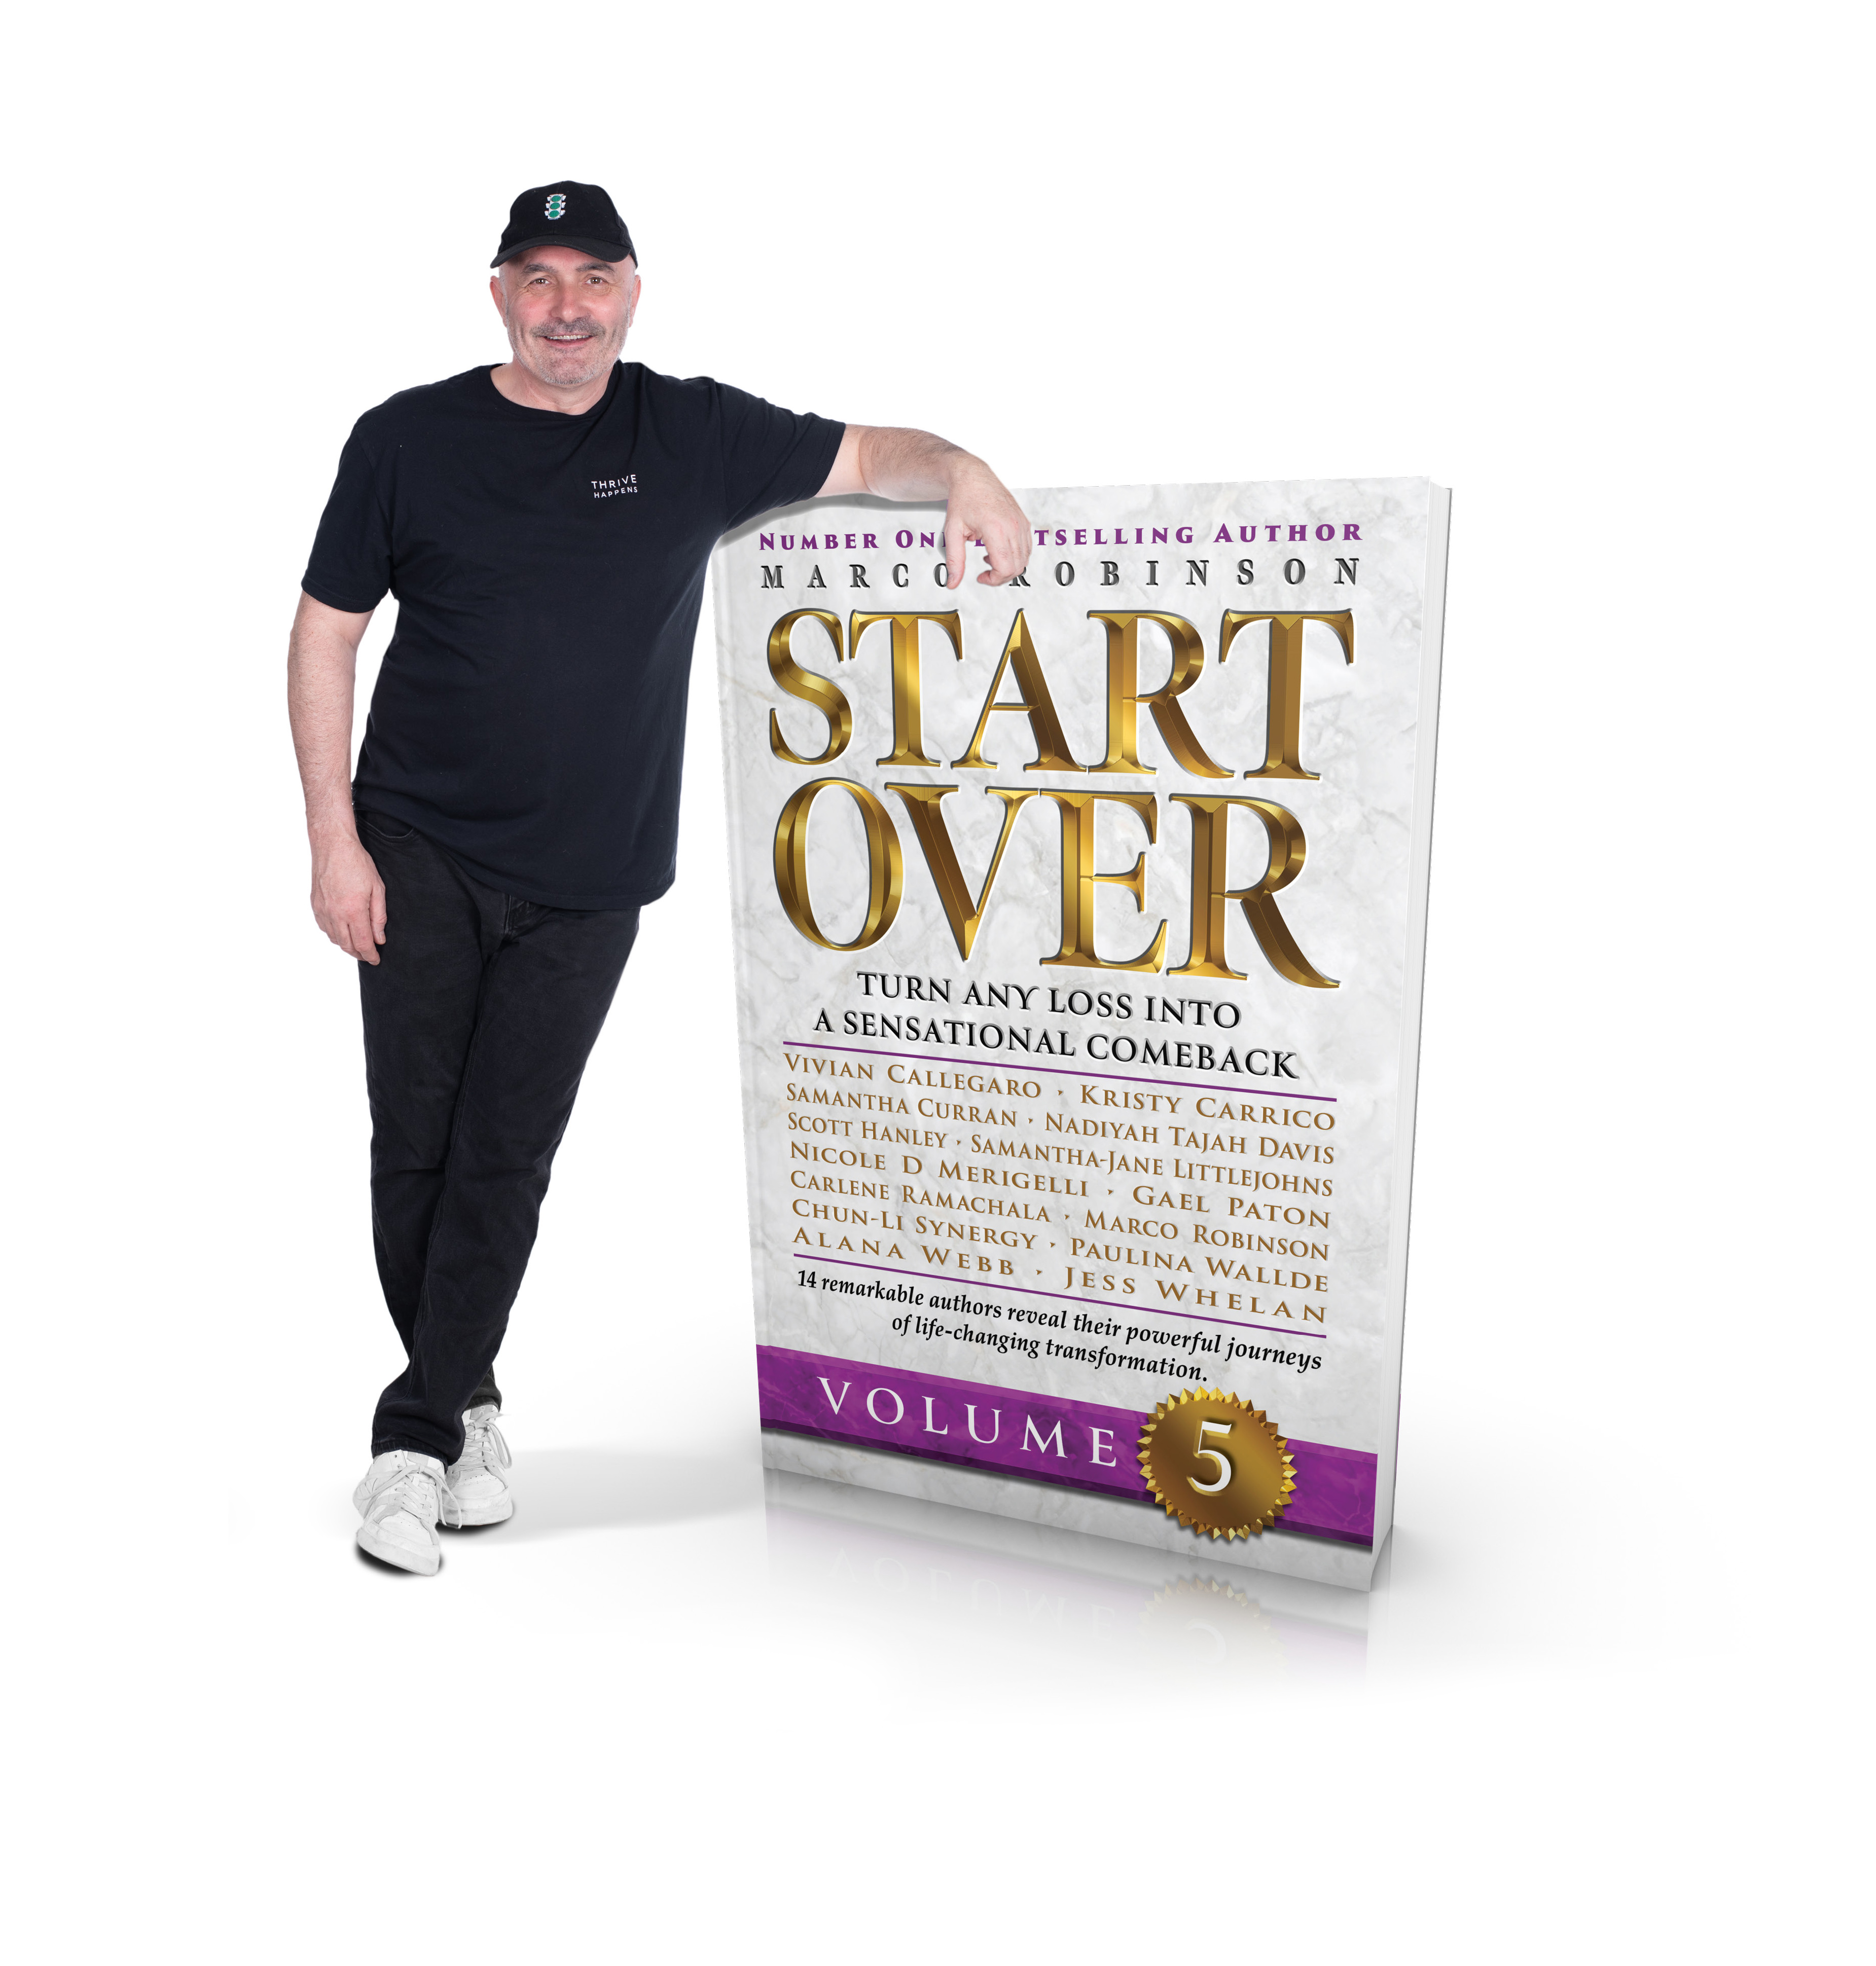 THRIVE
HAPPENS
NUMBER ONE BESTSELLING AUTHOR
MARCO ROBINSON
START
OVER
TURN ANY LOSS INTO
A SENSATIONAL COMEBACK
VIVIAN CALLEGARO · KRISTY CARRICO
SAMANTHA CURRAN · NADIYAH TAJAH DAVIS
SCOTT HANLEY · SAMANTHA-JANE LITTLEJOHNS
NICOLE D MERIGELLI · GAEL PATON
CARLENE RAMACHALA · MARCO ROBINSON
CHUN-LI SYNERGY · PAULINA WALLDE
ALANA WEBB · JESS WHELAN
14 remarkable authors reveal their powerful journeys
of life-changing transformation.
VOLUME 5